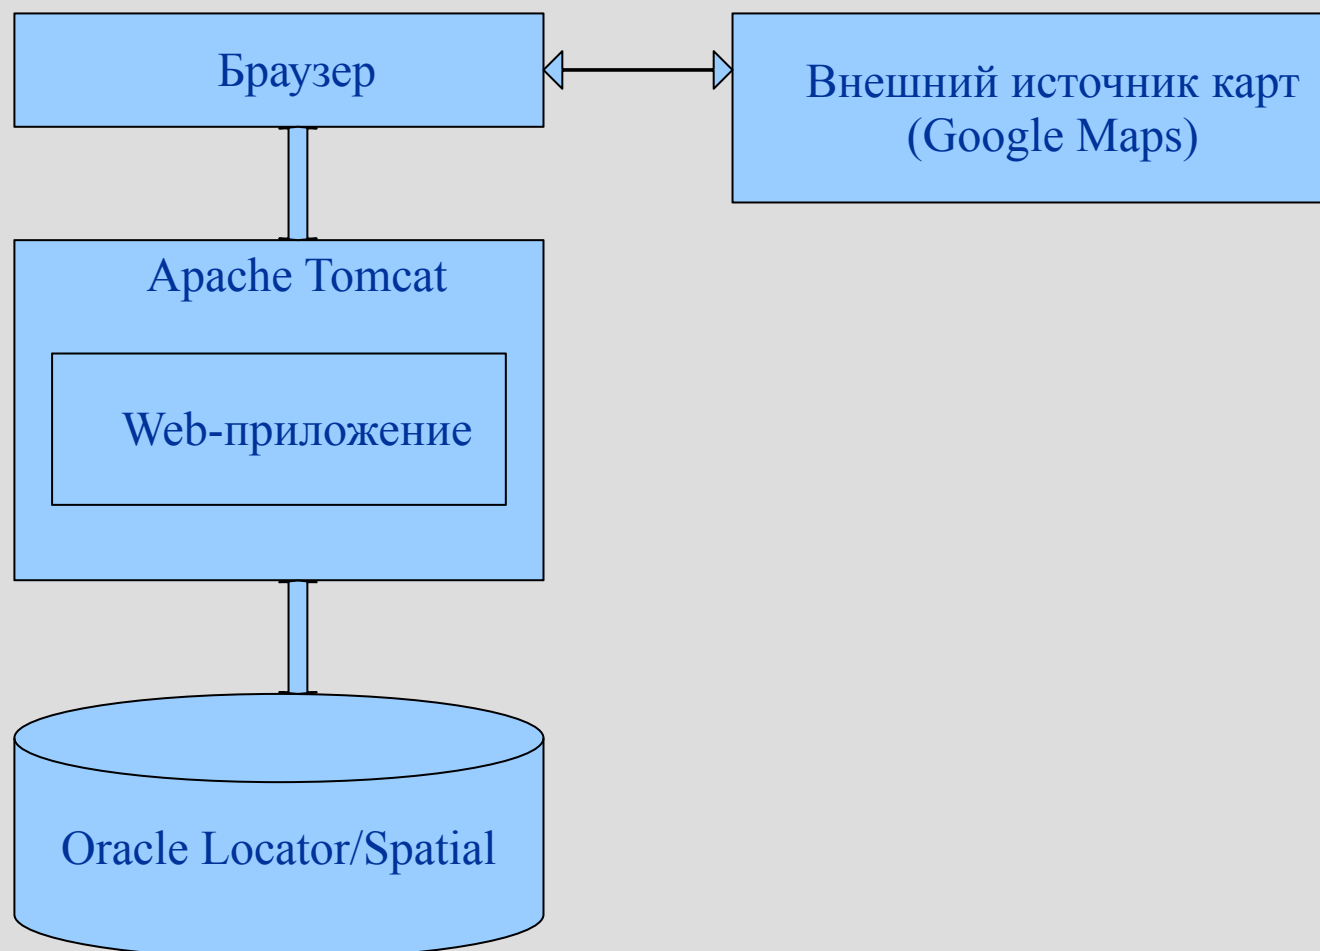 Браузер
Внешний источник карт
(Google Maps)
Apache Tomcat
Web-приложение
Oracle Locator/Spatial